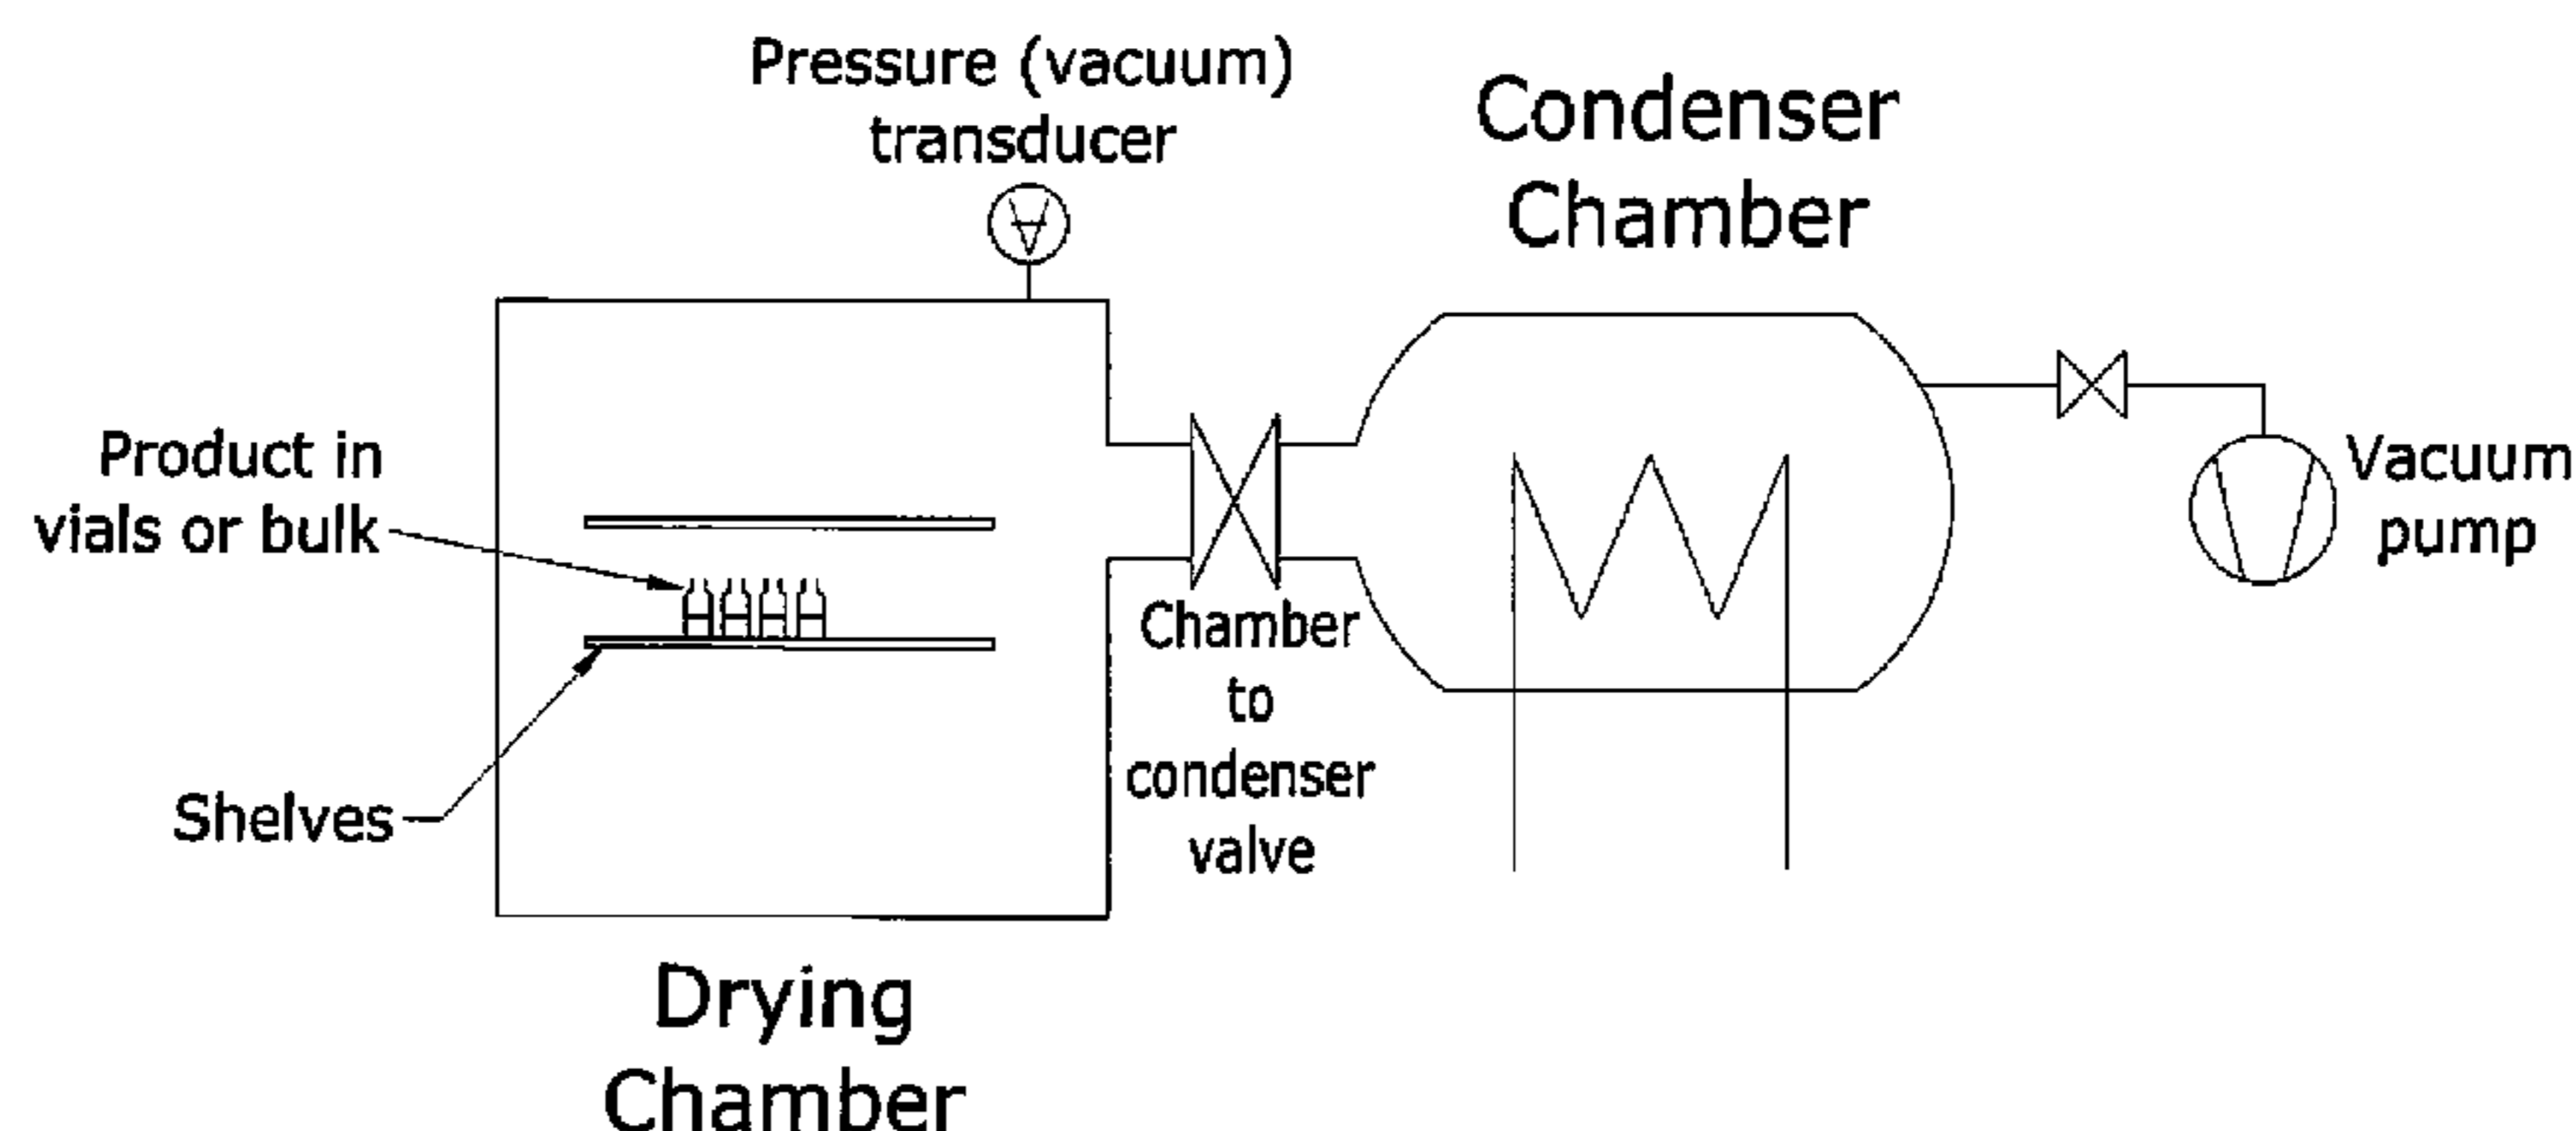 Pressure (vacuum)
transducer
Condenser
Chamber
Product in
vials or bulk
Vacuum
pump
Chamber
to
condenser
valve
Shelves
Drying
Chamber